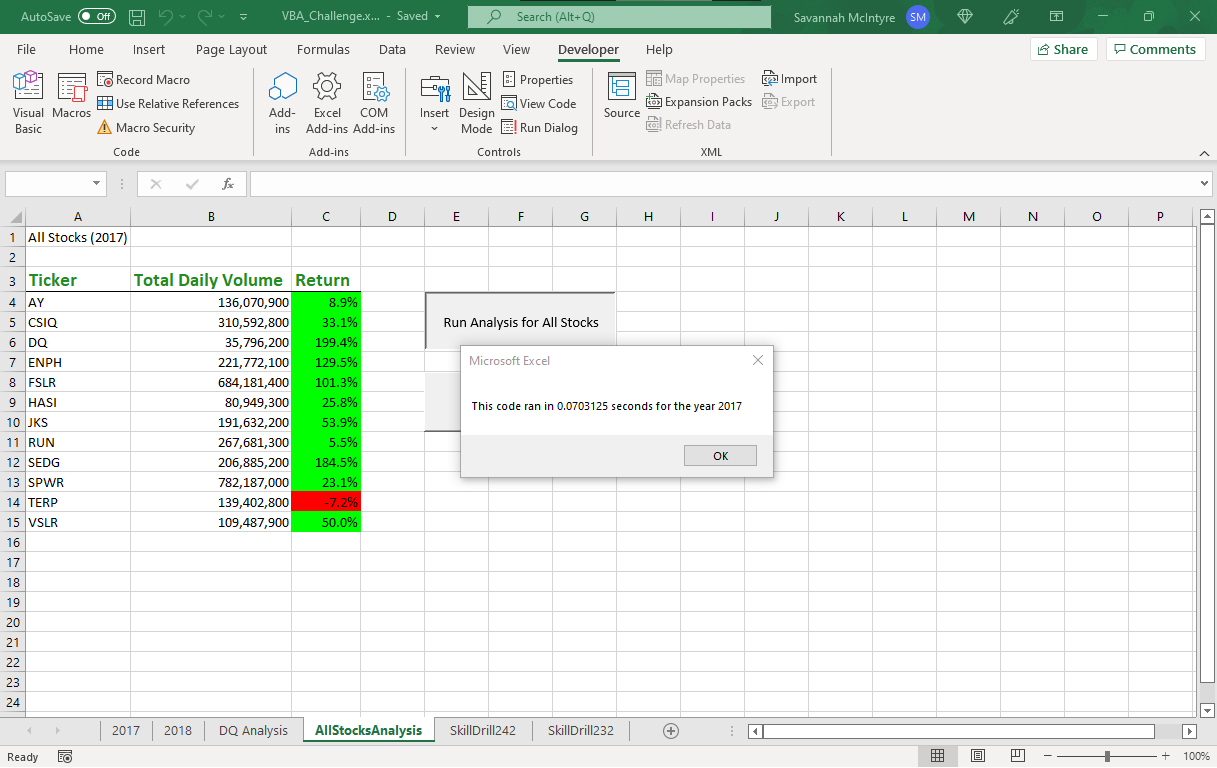 AutoSave Off VBA_Challenge.x... - Saved Search (Alt+Q) Savannah McIntyre SM
File Home Insert Page Layout Formulas Data Review View Developer Help Share Comments
Visual Basic
Macros
Record Macro
Use Relative References
Macro Security
Code
Add-ins
Excel Add-ins
COM Add-ins
Add-ins
Insert
Design Mode
Properties
View Code
Run Dialog
Controls
Source
Map Properties
Expansion Packs
Refresh Data
Import
Export
XML
fx
A B C D E F G H I J K L M N O P
1 All Stocks (2017)
2
3 Ticker Total Daily Volume Return
4 AY 136,070,900 8.9%
5 CSIQ 310,592,800 33.1%
6 DQ 35,796,200 199.4%
7 ENPH 221,772,100 129.5%
8 FSLR 684,181,400 101.3%
9 HASI 80,949,300 25.8%
10 JKS 191,632,200 53.9%
11 RUN 267,681,300 5.5%
12 SEDG 206,885,200 184.5%
13 SPWR 782,187,000 23.1%
14 TERP 139,402,800 -7.2%
15 VSLR 109,487,900 50.0%
16
17
18
19
20
21
22
23
24
Run Analysis for All Stocks
Microsoft Excel
This code ran in 0.0703125 seconds for the year 2017
OK
2017 2018 DQ Analysis AllStocksAnalysis SkillDrill242 SkillDrill232
Ready 100%